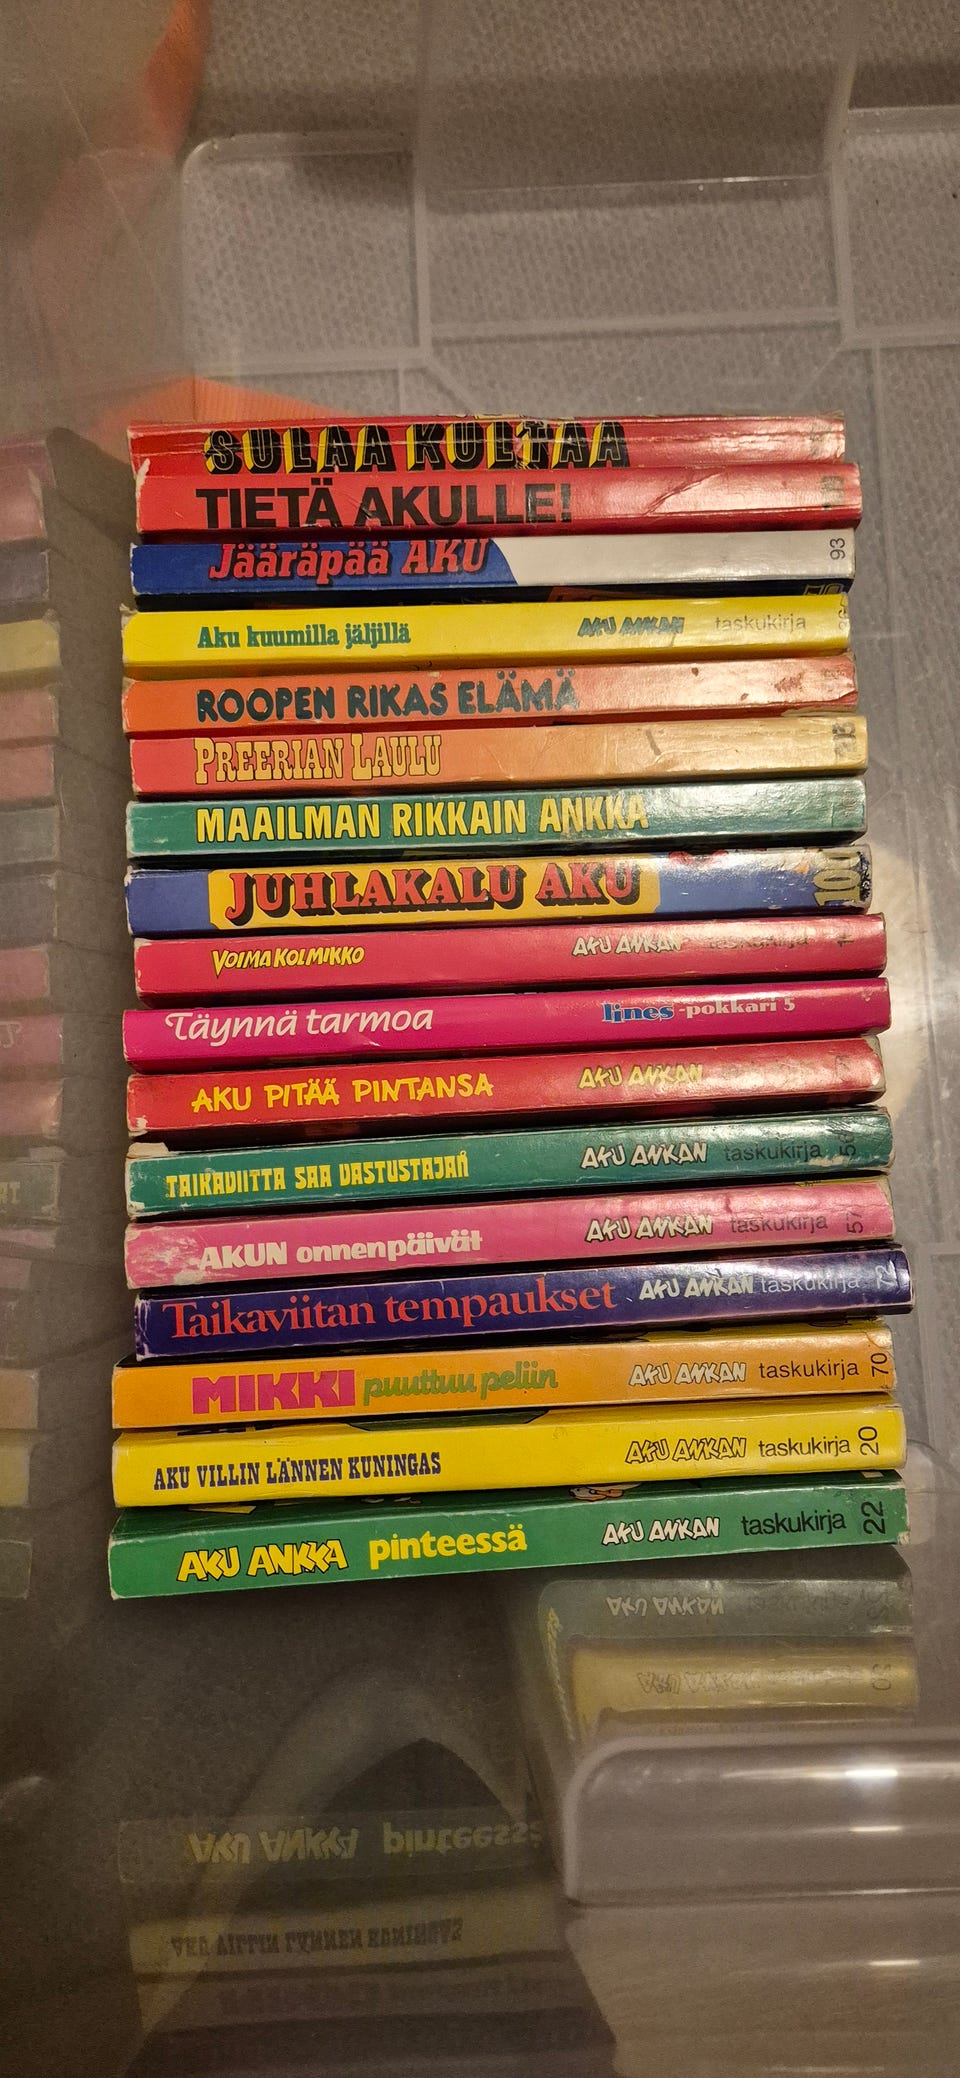 SULAA KULTAA
TIETÄ AKULLE!
Jääräpää AKU 93
Aku kuumilla jäljillä AKU ANKAN taskukirja
ROOPEN RIKAS ELÄMÄ
PREERIAN LAULU
MAAILMAN RIKKAIN ANKKA
JUHLAKALU AKU 100
VOIMAKOLMIKKO AKU ANKAN taskukirja
Täynnä tarmoa lines-pokkari 5
AKU PITÄÄ PINTANSA AKU ANKAN
TAIKAVIITTA SAA VASTUSTAJAN AKU ANKAN taskukirja 56
AKUN onnenpäivät AKU ANKAN taskukirja 57
Taikaviitan tempaukset AKU ANKAN taskukirja 72
MIKKI puuttuu peliin AKU ANKAN taskukirja 70
AKU VILLIN LÄNNEN KUNINGAS AKU ANKAN taskukirja 20
AKU ANKKA pinteessä AKU ANKAN taskukirja 22